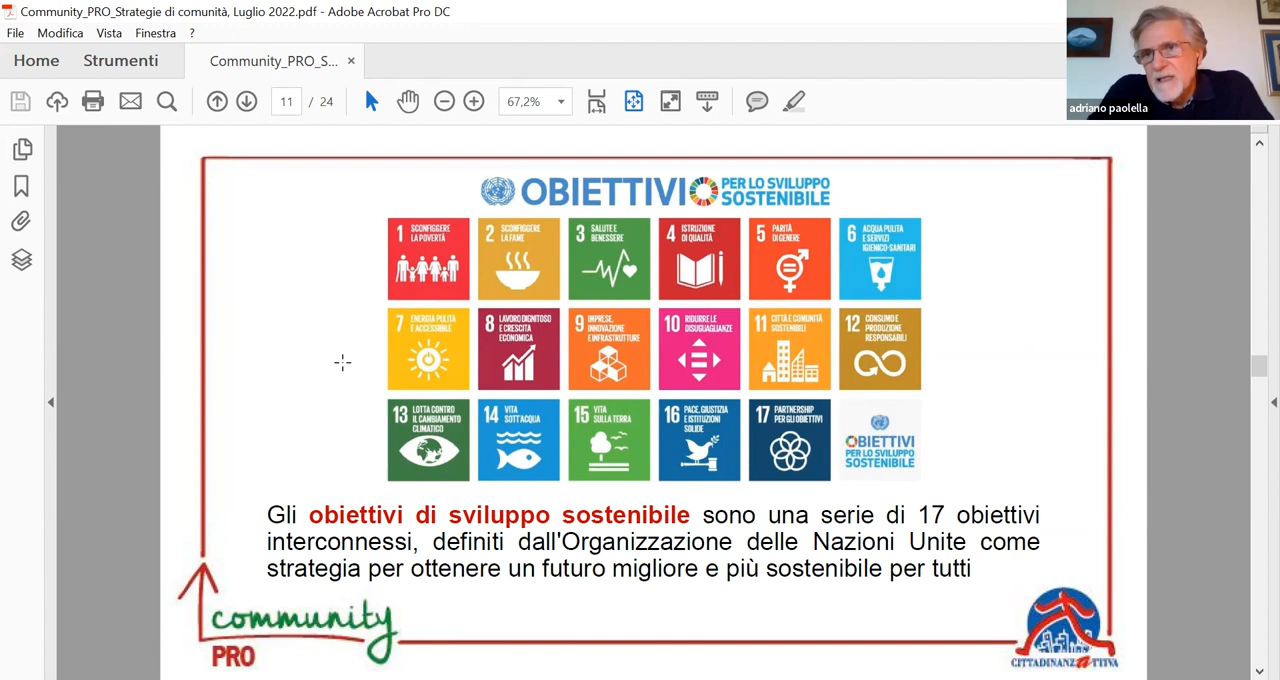 Community_PRO_Strategie di comunità, Luglio 2022.pdf - Adobe Acrobat Pro DC
File Modifica Vista Finestra ?
Home Strumenti Community_PRO_S... ×
11 / 24 67,2%
adriano paolella
OBIETTIVI PER LO SVILUPPO
SOSTENIBILE
1 SCONFIGGERE
LA POVERTÀ
2 SCONFIGGERE
LA FAME
3 SALUTE E
BENESSERE
4 ISTRUZIONE
DI QUALITÀ
5 PARITÀ
DI GENERE
6 ACQUA PULITA
E SERVIZI
IGIENICO-SANITARI
7 ENERGIA PULITA
E ACCESSIBILE
8 LAVORO DIGNITOSO
E CRESCITA
ECONOMICA
9 IMPRESE,
INNOVAZIONE
E INFRASTRUTTURE
10 RIDURRE LE
DISUGUAGLIANZE
11 CITTÀ E COMUNITÀ
SOSTENIBILI
12 CONSUMO E
PRODUZIONE
RESPONSABILI
13 LOTTA CONTRO
IL CAMBIAMENTO
CLIMATICO
14 VITA
SOTT'ACQUA
15 VITA
SULLA TERRA
16 PACE, GIUSTIZIA
E ISTITUZIONI
SOLIDE
17 PARTNERSHIP
PER GLI OBIETTIVI
OBIETTIVI
PER LO SVILUPPO
SOSTENIBILE
Gli obiettivi di sviluppo sostenibile sono una serie di 17 obiettivi
interconnessi, definiti dall'Organizzazione delle Nazioni Unite come
strategia per ottenere un futuro migliore e più sostenibile per tutti
community
PRO
CITTADINANZATTIVA